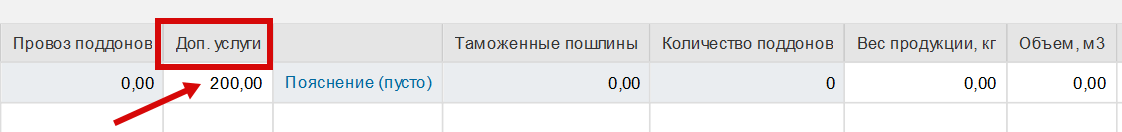 Провоз поддонов Доп. услуги Таможенные пошлины Количество поддонов Вес продукции, кг Объем, м3
0,00 200,00 Пояснение (пусто) 0,00 0 0,00 0,00